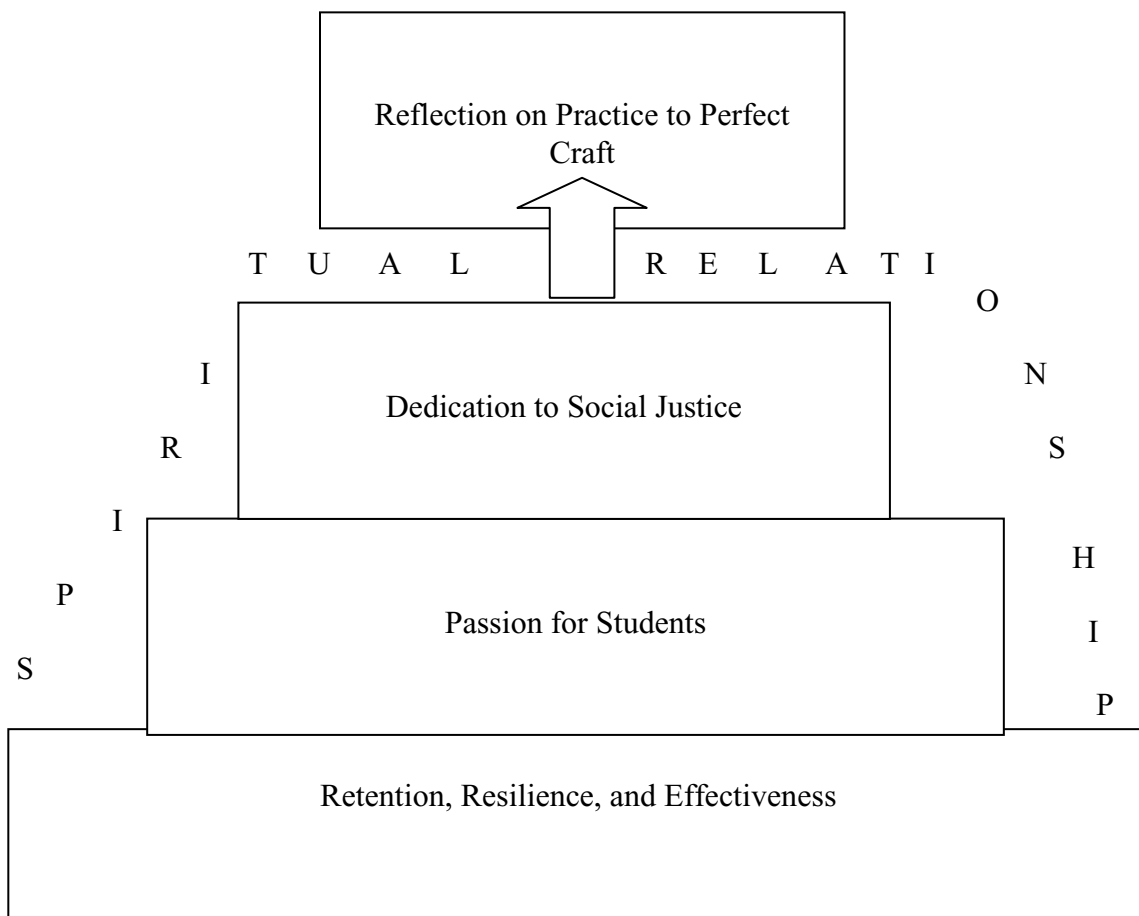 Reflection on Practice to Perfect
Craft
S P I R I T U A L R E L A T I O N S H I P
Dedication to Social Justice
Passion for Students
Retention, Resilience, and Effectiveness